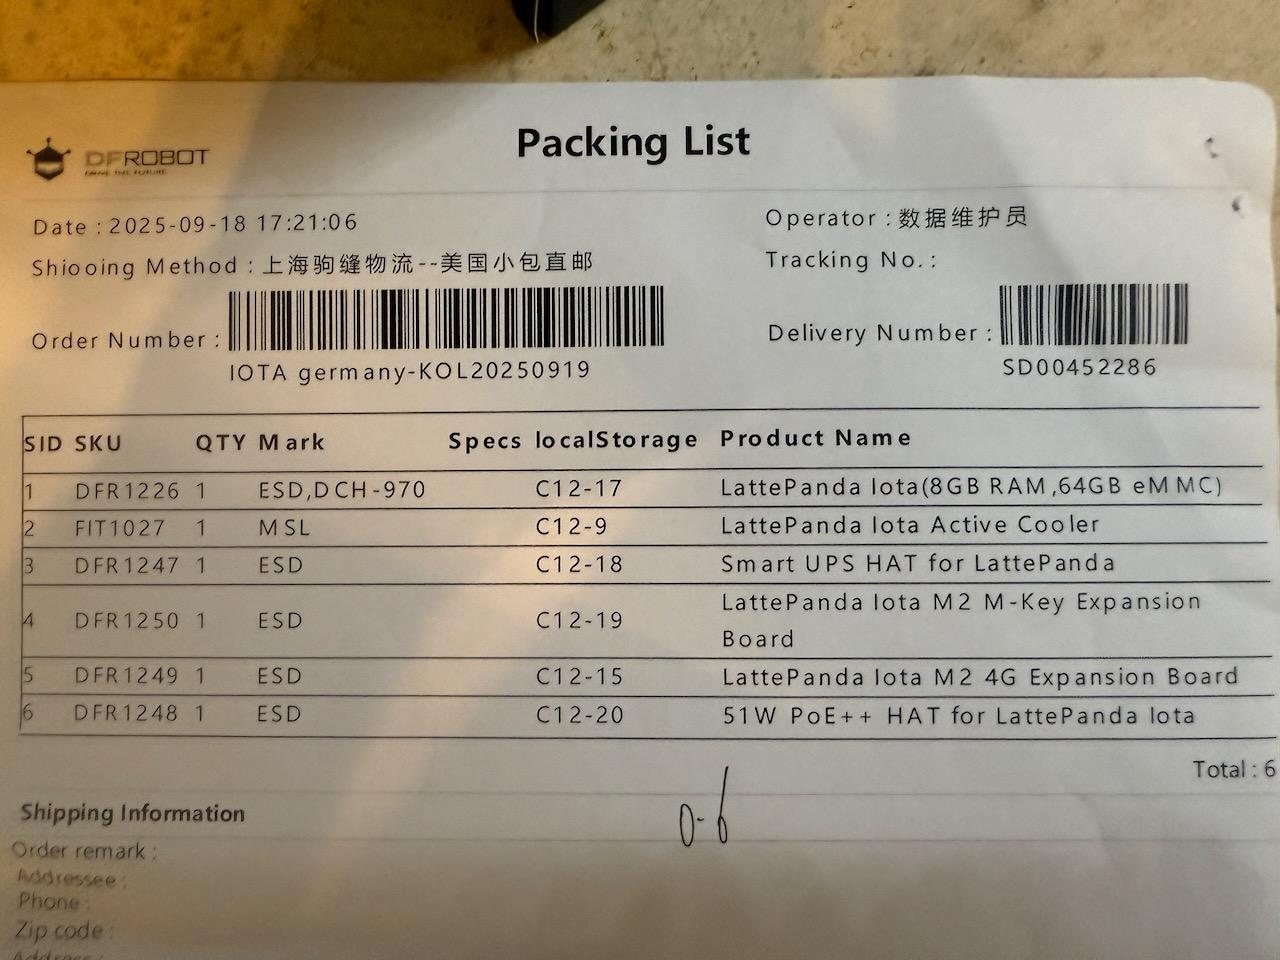 DFROBOT
DRIVE THE FUTURE
Packing List
Date : 2025-09-18 17:21:06
Operator : 数据维护员
Shiooing Method : 上海驹缝物流--美国小包直邮
Tracking No. :
Order Number :
IOTA germany-KOL20250919
Delivery Number :
SD00452286
SID SKU QTY Mark Specs localStorage Product Name
1 DFR1226 1 ESD,DCH-970 C12-17 LattePanda Iota(8GB RAM,64GB eMMC)
2 FIT1027 1 MSL C12-9 LattePanda Iota Active Cooler
3 DFR1247 1 ESD C12-18 Smart UPS HAT for LattePanda
4 DFR1250 1 ESD C12-19 LattePanda Iota M2 M-Key Expansion
Board
5 DFR1249 1 ESD C12-15 LattePanda Iota M2 4G Expansion Board
6 DFR1248 1 ESD C12-20 51W PoE++ HAT for LattePanda Iota
Total : 6
0-6
Shipping Information
Order remark :
Addressee :
Phone :
Zip code :
Address :